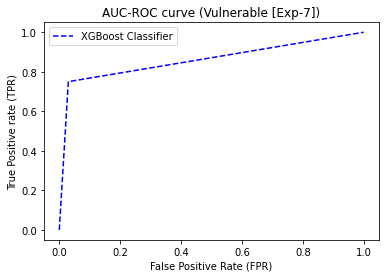 AUC-ROC curve (Vulnerable [Exp-7])
XGBoost Classifier
True Positive rate (TPR)
1.0
0.8
0.6
0.4
0.2
0.0
0.0 0.2 0.4 0.6 0.8 1.0
False Positive Rate (FPR)